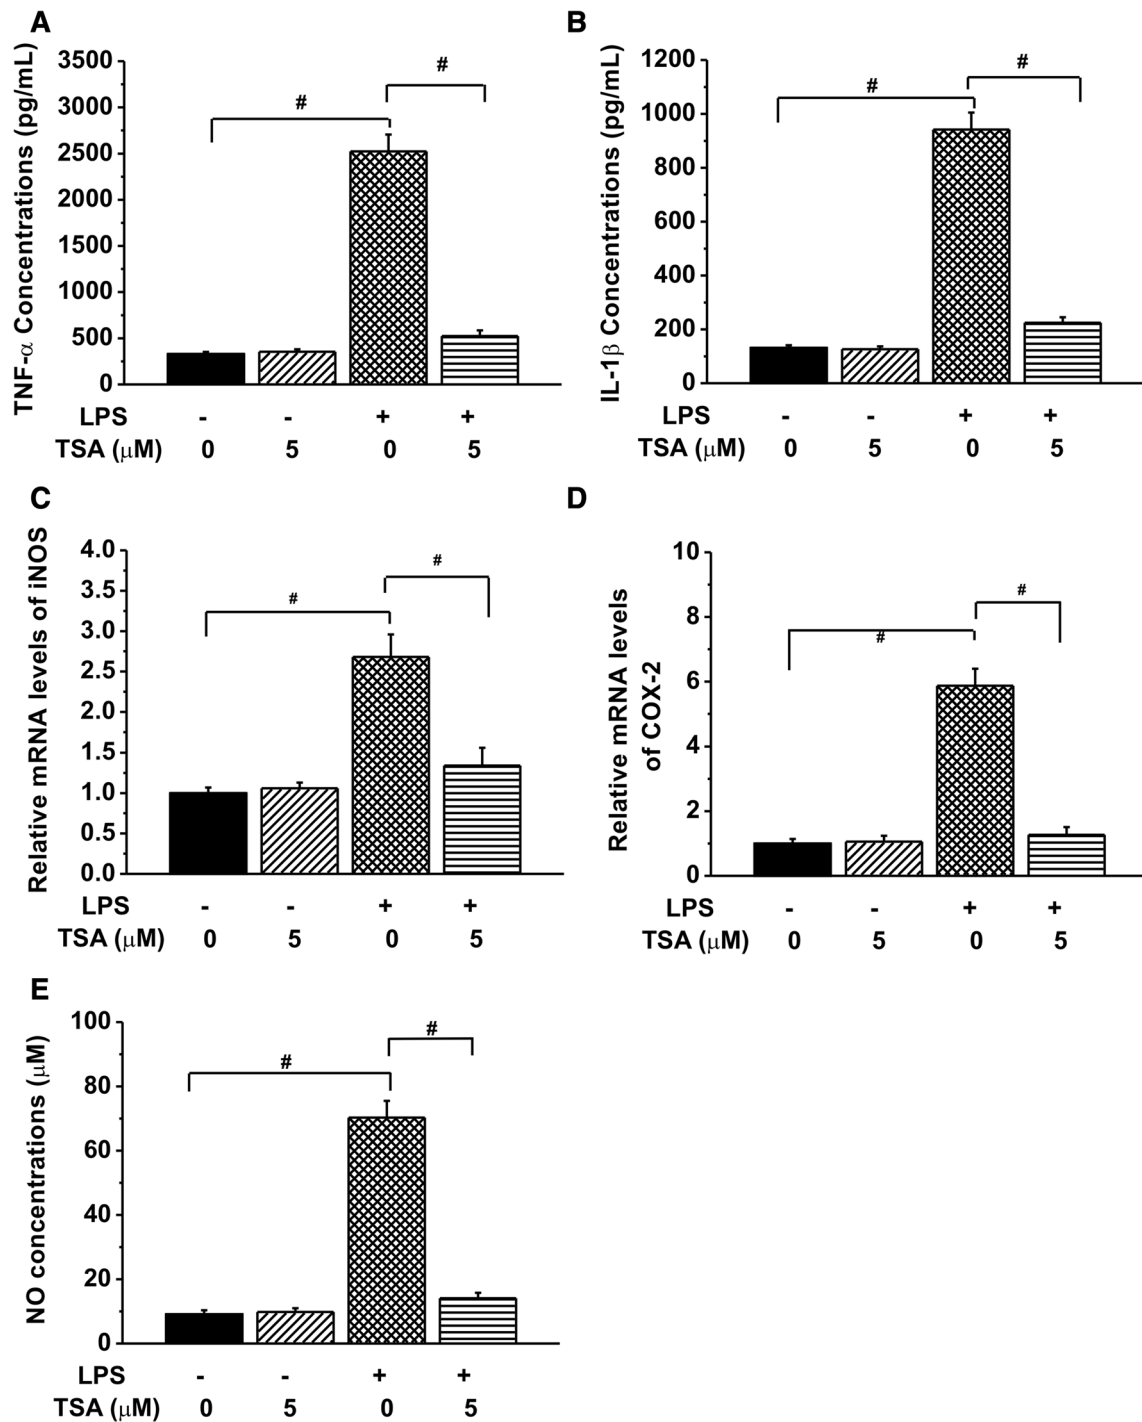 A
TNF-α Concentrations (pg/mL)
3500
3000
2500
2000
1500
1000
500
0
#
#
LPS - - + +
TSA (μM) 0 5 0 5
B
IL-1β Concentrations (pg/mL)
1200
1000
800
600
400
200
0
#
#
LPS - - + +
TSA (μM) 0 5 0 5
C
Relative mRNA levels of iNOS
4.0
3.5
3.0
2.5
2.0
1.5
1.0
0.5
0.0
#
#
LPS - - + +
TSA (μM) 0 5 0 5
D
Relative mRNA levels
of COX-2
10
8
6
4
2
0
#
#
LPS - - + +
TSA (μM) 0 5 0 5
E
NO concentrations (μM)
100
80
60
40
20
0
#
#
LPS - - + +
TSA (μM) 0 5 0 5